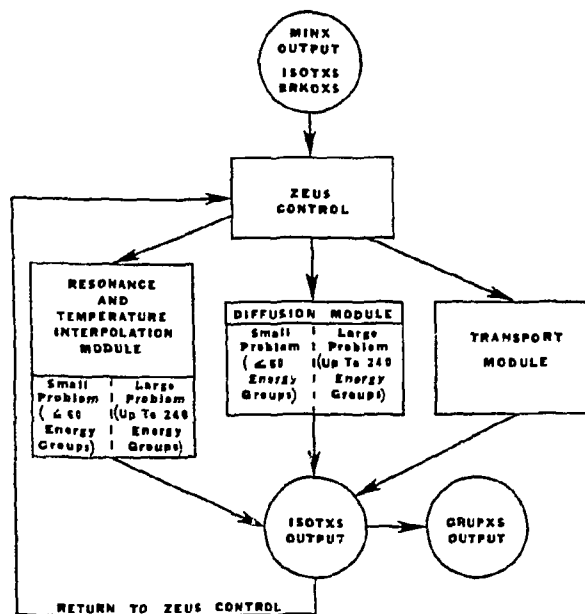 MINX
OUTPUT
ISOTXS
BRKOXS
ZEUS
CONTROL
RESONANCE
AND
TEMPERATURE
INTERPOLATION
MODULE
Small
Problem
(≤ 60
Energy
Groups)
Large
Problem
(Up To 240
Energy
Groups)
DIFFUSION MODULE
Small
Problem
(≤ 60
Energy
Groups)
Large
Problem
(Up To 240
Energy
Groups)
TRANSPORT
MODULE
ISOTXS
OUTPUT
GRUPXS
OUTPUT
RETURN TO ZEUS CONTROL